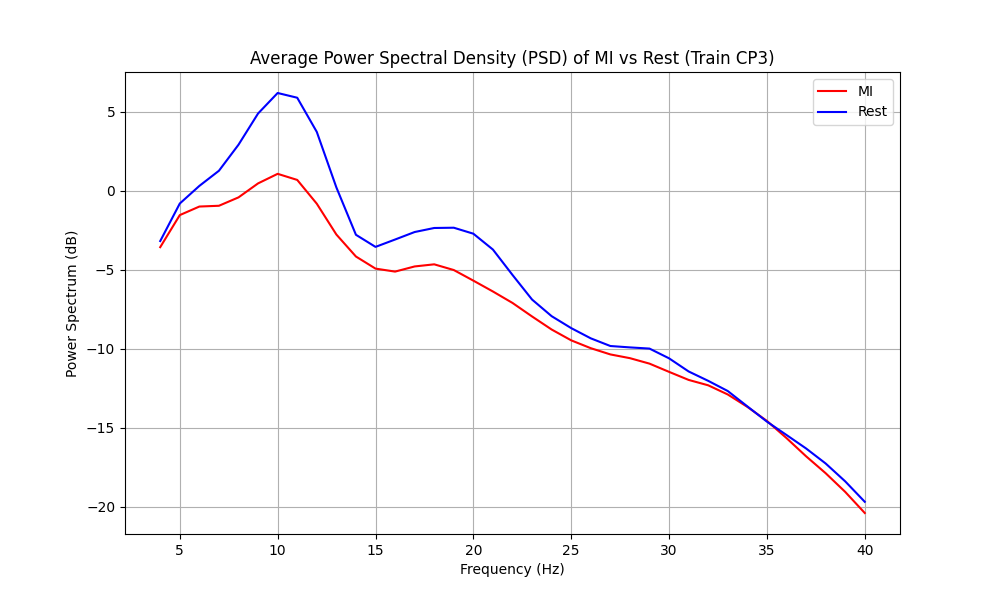 Average Power Spectral Density (PSD) of MI vs Rest (Train CP3)
MI
Rest
5
0
−5
−10
−15
−20
Power Spectrum (dB)
5 10 15 20 25 30 35 40
Frequency (Hz)